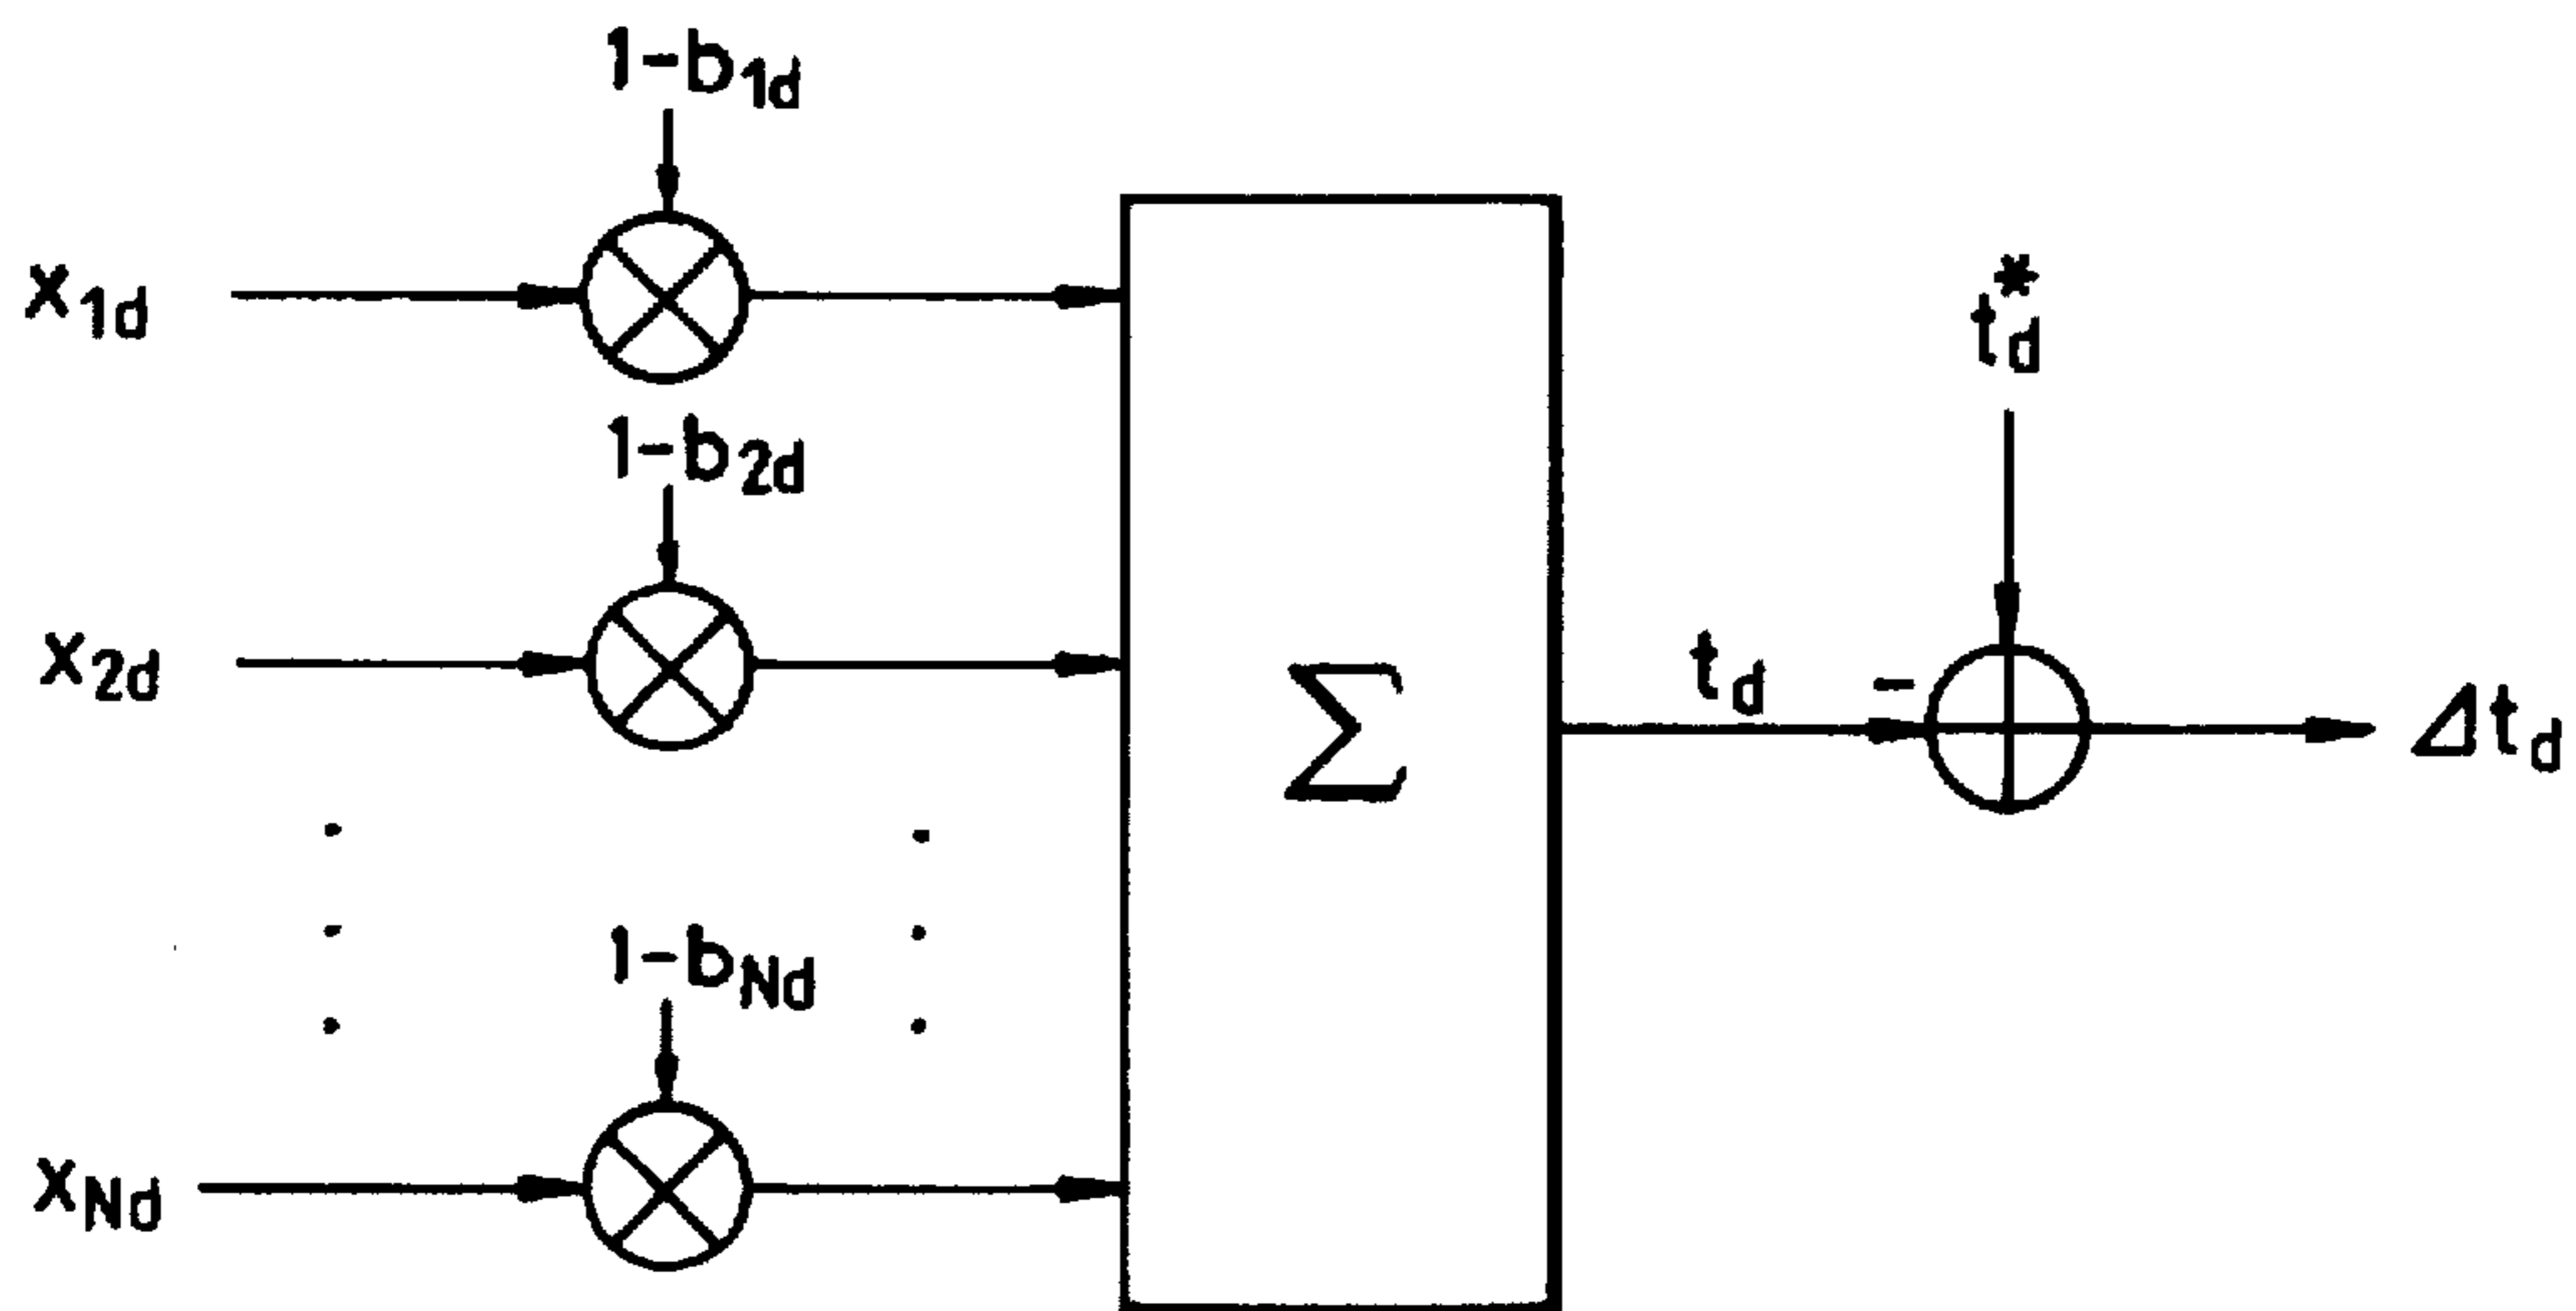 1-b1d
x1d
t*d
1-b2d
x2d
td
-
Σ
Δtd
1-bNd
xNd